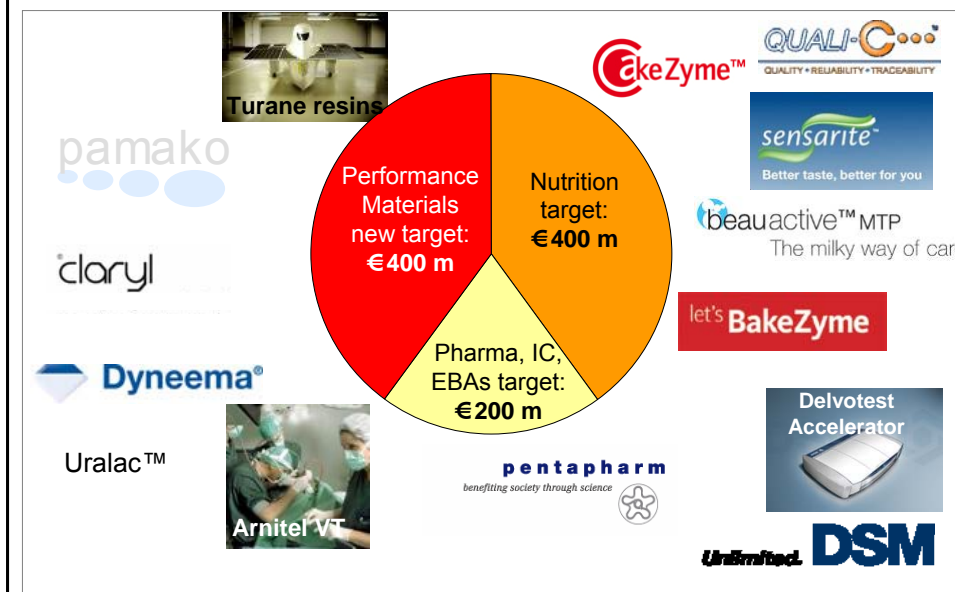 Turane resins
CakeZyme™
QUALI-C
QUALITY • RELIABILITY • TRACEABILITY
pamako
sensarite™
Better taste, better for you
Performance
Materials
new target:
€400 m
Nutrition
target:
€400 m
beauactive™ MTP
The milky way of car
claryl
let's BakeZyme
Pharma, IC,
EBAs target:
€200 m
Dyneema®
Delvotest
Accelerator
Uralac™
Arnitel VT
pentapharm
benefiting society through science
Unlimited. DSM